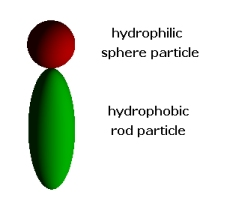 hydrophilic
sphere particle
hydrophobic
rod particle